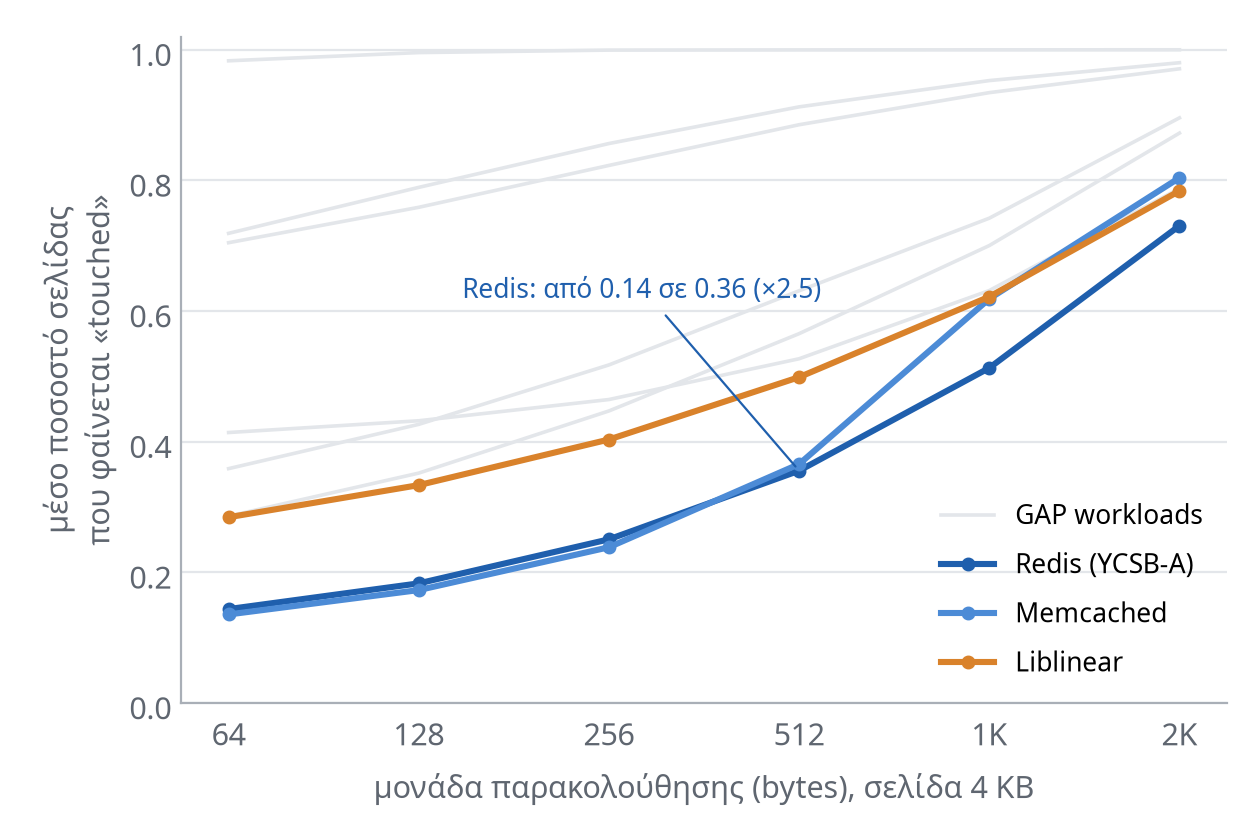 μέσο ποσοστό σελίδας
που φαίνεται «touched»
1.0
0.8
0.6
0.4
0.2
0.0
Redis: από 0.14 σε 0.36 (×2.5)
GAP workloads
Redis (YCSB-A)
Memcached
Liblinear
64 128 256 512 1K 2K
μονάδα παρακολούθησης (bytes), σελίδα 4 KB